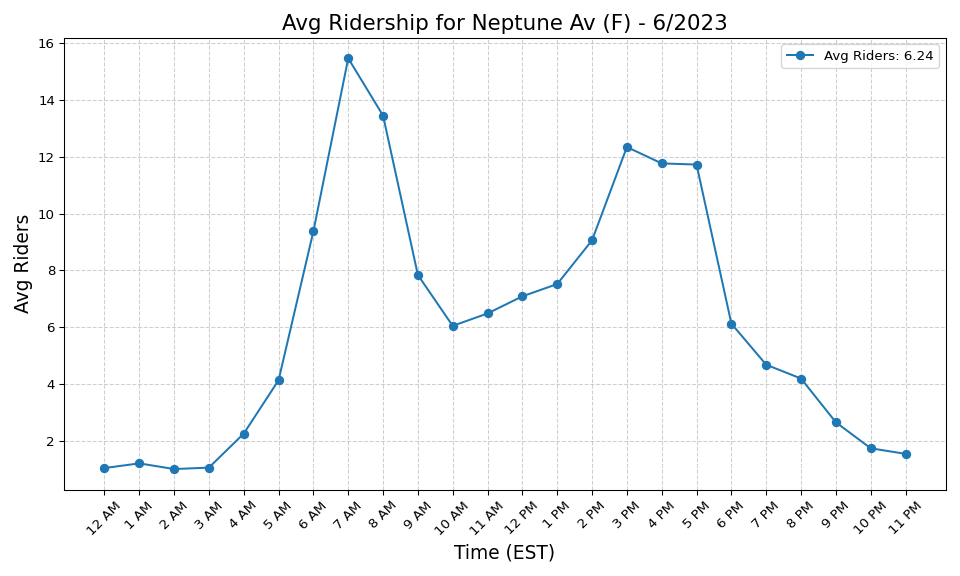 Avg Ridership for Neptune Av (F) - 6/2023
Avg Riders: 6.24
Avg Riders
16
14
12
10
8
6
4
2
12 AM
1 AM
2 AM
3 AM
4 AM
5 AM
6 AM
7 AM
8 AM
9 AM
10 AM
11 AM
12 PM
1 PM
2 PM
3 PM
4 PM
5 PM
6 PM
7 PM
8 PM
9 PM
10 PM
11 PM
Time (EST)